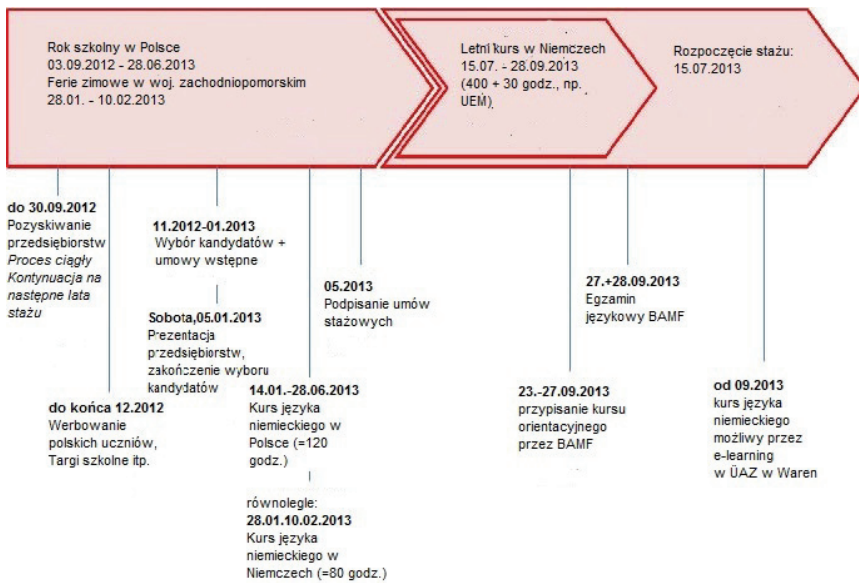 Rok szkolny w Polsce
03.09.2012 - 28.06.2013
Ferie zimowe w woj. zachodniopomorskim
28.01. - 10.02.2013
Letni kurs w Niemczech
15.07. - 28.09.2013
(400 + 30 godz., np.
UEM)
Rozpoczęcie stażu:
15.07.2013
do 30.09.2012
Pozyskiwanie
przedsiębiorstw
Proces ciągły
Kontynuacja na
następne lata
stażu
do końca 12.2012
Werbowanie
polskich uczniów,
Targi szkolne itp.
11.2012-01.2013
Wybór kandydatów +
umowy wstępne
Sobota,05.01.2013
Prezentacja
przedsiębiorstw,
zakończenie wyboru
kandydatów
14.01.-28.06.2013
Kurs języka
niemieckiego w
Polsce (=120
godz.)
równolegle:
28.01.10.02.2013
Kurs języka
niemieckiego w
Niemczech (=80 godz.)
05.2013
Podpisanie umów
stażowych
23.-27.09.2013
przypisanie kursu
orientacyjnego
przez BAMF
27.+28.09.2013
Egzamin
językowy BAMF
od 09.2013
kurs języka
niemieckiego
możliwy przez
e-learning
w ÜAZ w Waren